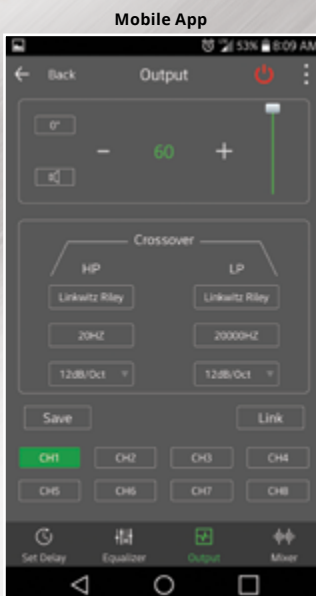 Mobile App
53% 8:09 AM
Back Output
0°
- 60 +
Crossover
HP LP
Linkwitz Riley Linkwitz Riley
20HZ 20000HZ
12dB/Oct 12dB/Oct
Save Link
CH1 CH2 CH3 CH4
CH5 CH6 CH7 CH8
Set Delay Equalizer Output Mixer